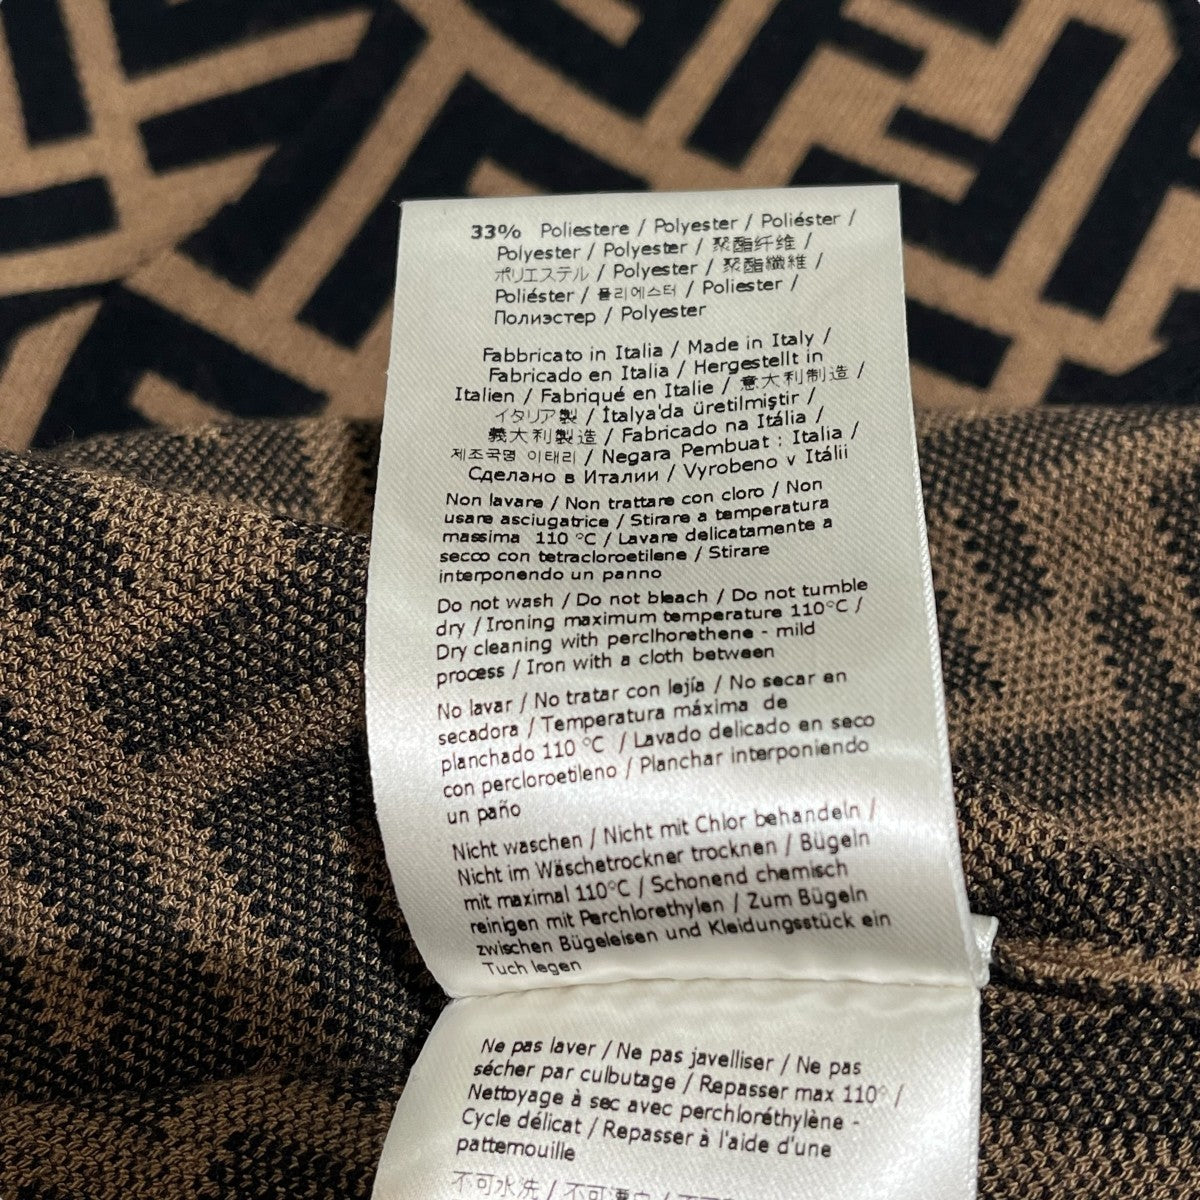 33% Poliestere / Polyester / Poliéster /
Polyester / Polyester / 聚酯纤维 /
ポリエステル / Polyester / 聚酯纖維 /
Poliéster / 폴리에스터 / Poliester /
Полиэстер / Polyester
Fabbricato in Italia / Made in Italy /
Fabricado en Italia / Hergestellt in
Italien / Fabriqué en Italie / 意大利制造 /
イタリア製 / İtalya'da üretilmiştir /
義大利製造 / Fabricado na Itália /
제조국명 이태리 / Negara Pembuat : Italia /
Сделано в Италии / Vyrobeno v Itálii
Non lavare / Non trattare con cloro / Non
usare asciugatrice / Stirare a temperatura
massima 110 °C / Lavare delicatamente a
secco con tetracloroetilene / Stirare
interponendo un panno
Do not wash / Do not bleach / Do not tumble
dry / Ironing maximum temperature 110°C /
Dry cleaning with perclhorethene - mild
process / Iron with a cloth between
No lavar / No tratar con lejía / No secar en
secadora / Temperatura máxima de
planchado 110 °C / Lavado delicado en seco
con percloroetileno / Planchar interponiendo
un paño
Nicht waschen / Nicht mit Chlor behandeln /
Nicht im Wäschetrockner trocknen / Bügeln
mit maximal 110°C / Schonend chemisch
reinigen mit Perchlorethylen / Zum Bügeln
zwischen Bügeleisen und Kleidungsstück ein
Tuch legen
Ne pas laver / Ne pas javelliser / Ne pas
sécher par culbutage / Repasser max 110° /
Nettoyage à sec avec perchloréthylène -
Cycle délicat / Repasser à l'aide d'une
pattemouille
不可水洗 / 不可漂白 / 不可